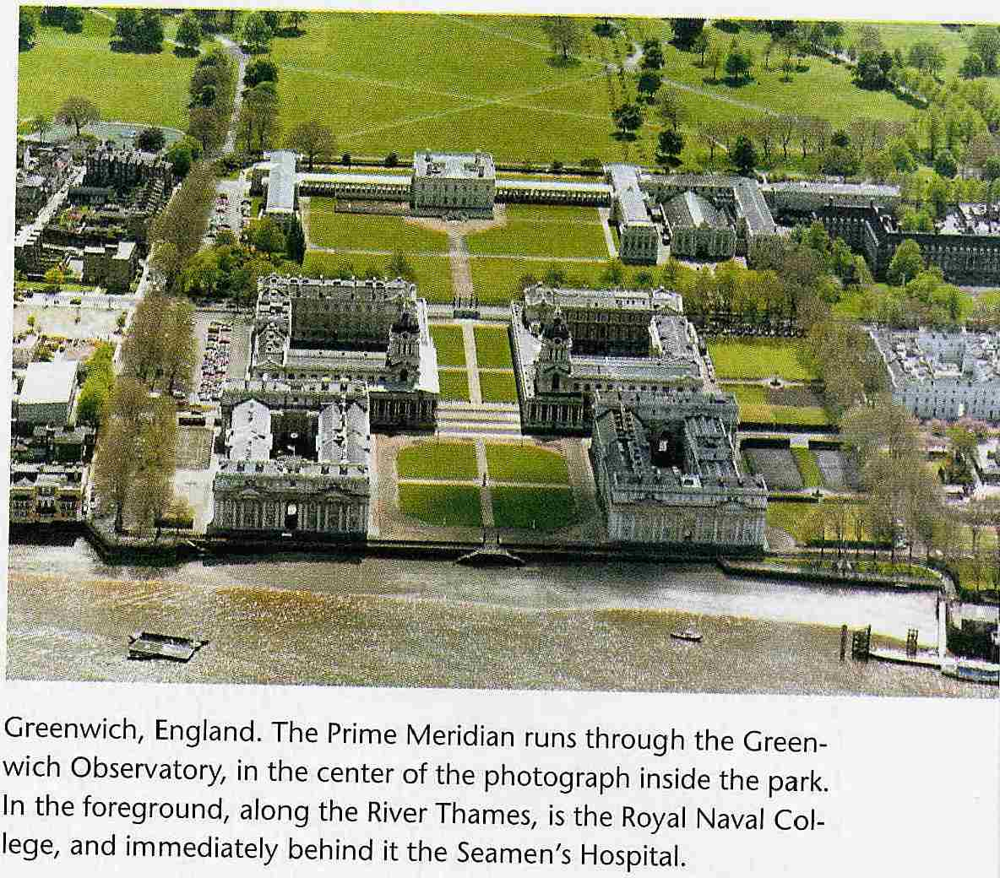 Greenwich, England. The Prime Meridian runs through the Green-
wich Observatory, in the center of the photograph inside the park.
In the foreground, along the River Thames, is the Royal Naval Col-
lege, and immediately behind it the Seamen's Hospital.